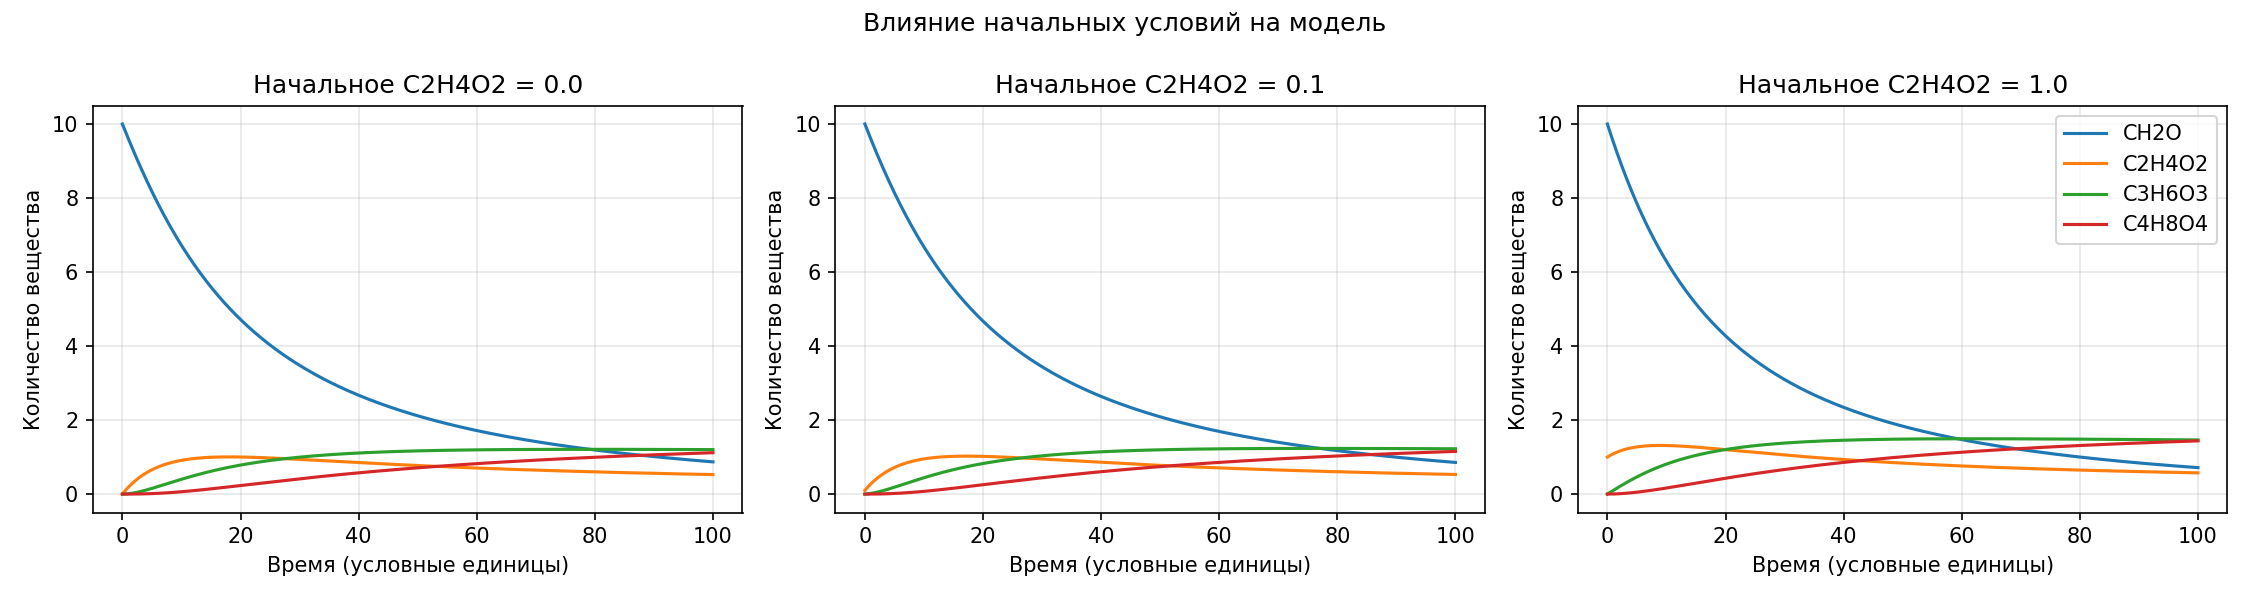 Влияние начальных условий на модель
Начальное C2H4O2 = 0.0
Количество вещества
10
8
6
4
2
0
0 20 40 60 80 100
Время (условные единицы)
Начальное C2H4O2 = 0.1
Количество вещества
10
8
6
4
2
0
0 20 40 60 80 100
Время (условные единицы)
Начальное C2H4O2 = 1.0
Количество вещества
10
8
6
4
2
0
0 20 40 60 80 100
Время (условные единицы)
CH2O
C2H4O2
C3H6O3
C4H8O4